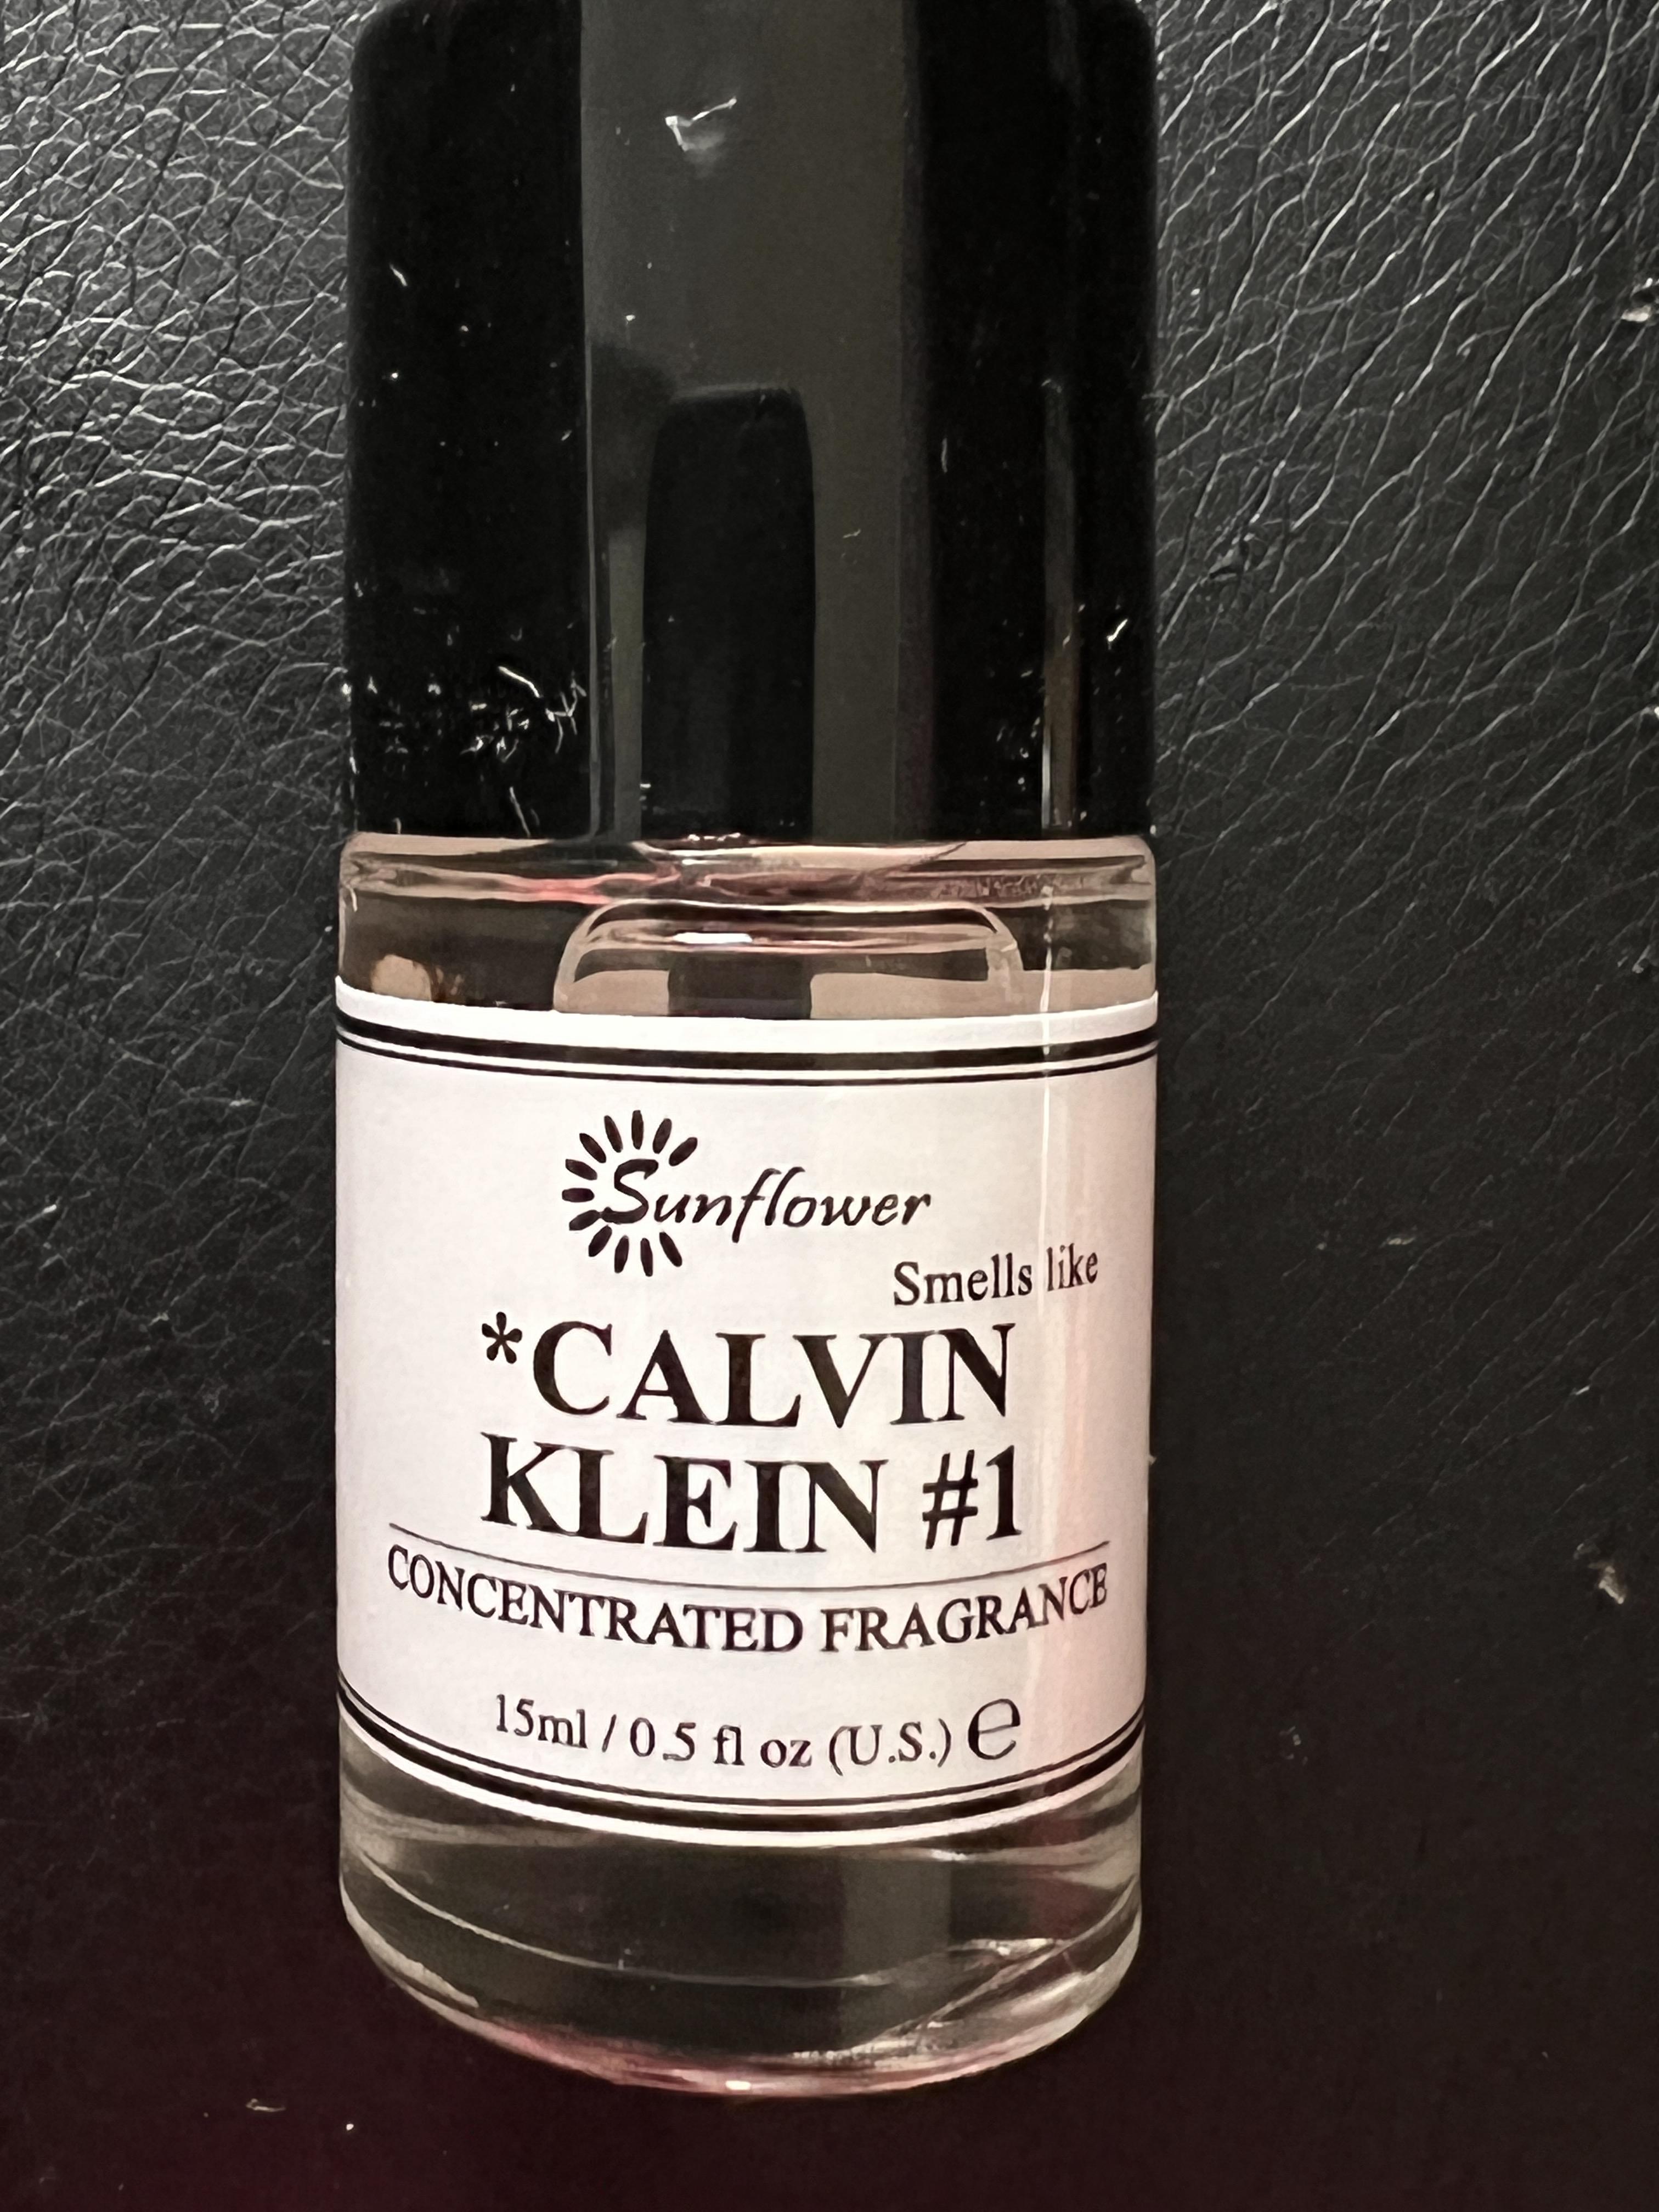 Sunflower
Smells like
*CALVIN
KLEIN #1
CONCENTRATED FRAGRANCE
15ml / 0.5 fl oz (U.S.) ℮